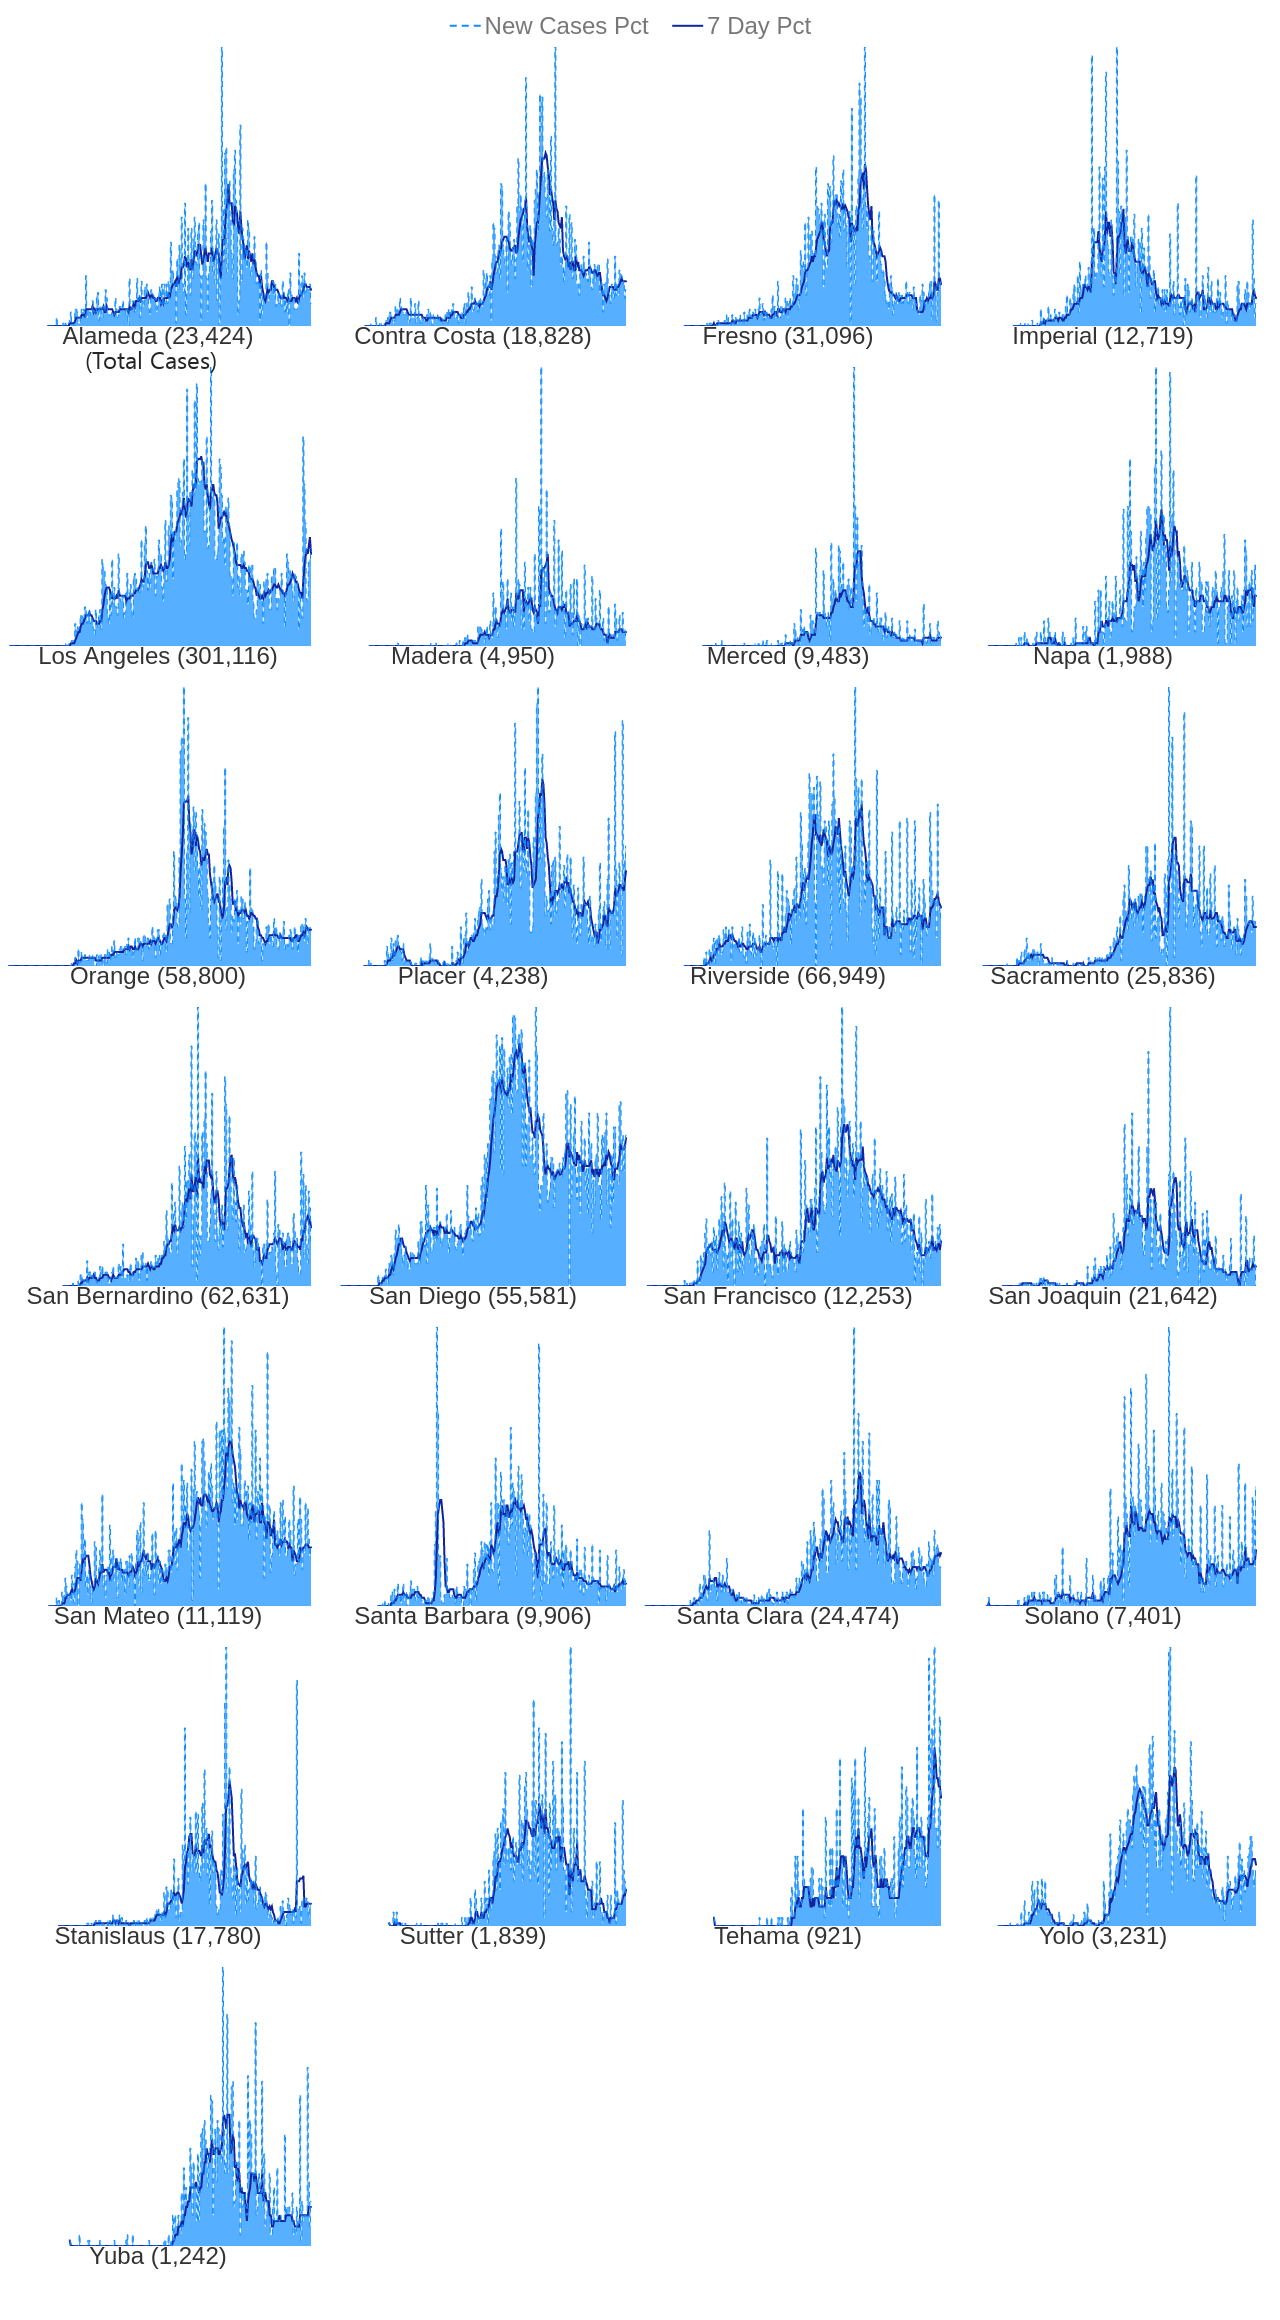 New Cases Pct 7 Day Pct
Alameda (23,424) Contra Costa (18,828) Fresno (31,096) Imperial (12,719)
(Total Cases)
Los Angeles (301,116) Madera (4,950) Merced (9,483) Napa (1,988)
Orange (58,800) Placer (4,238) Riverside (66,949) Sacramento (25,836)
San Bernardino (62,631) San Diego (55,581) San Francisco (12,253) San Joaquin (21,642)
San Mateo (11,119) Santa Barbara (9,906) Santa Clara (24,474) Solano (7,401)
Stanislaus (17,780) Sutter (1,839) Tehama (921) Yolo (3,231)
Yuba (1,242)